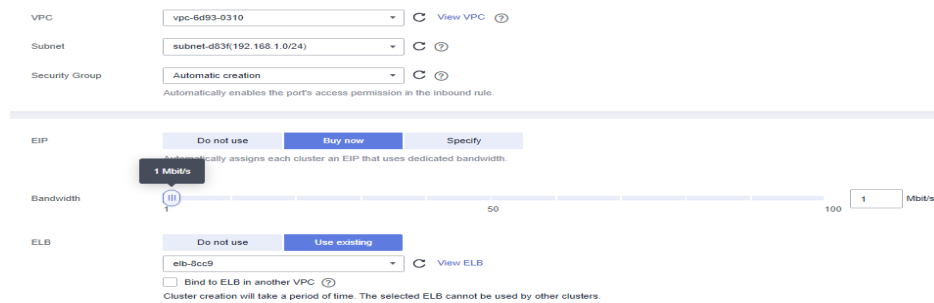 VPC vpc-6d93-0310 View VPC ?
Subnet subnet-d83f(192.168.1.0/24) ?
Security Group Automatic creation ?
Automatically enables the port's access permission in the inbound rule.
EIP Do not use Buy now Specify
Automatically assigns each cluster an EIP that uses dedicated bandwidth.
1 Mbit/s
Bandwidth 1 Mbit/s
1 50 100
ELB Do not use Use existing
elb-8cc9 View ELB
Bind to ELB in another VPC ?
Cluster creation will take a period of time. The selected ELB cannot be used by other clusters.